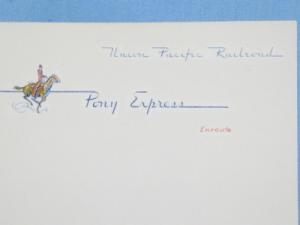 Union Pacific Railroad
Pony Express
Enroute